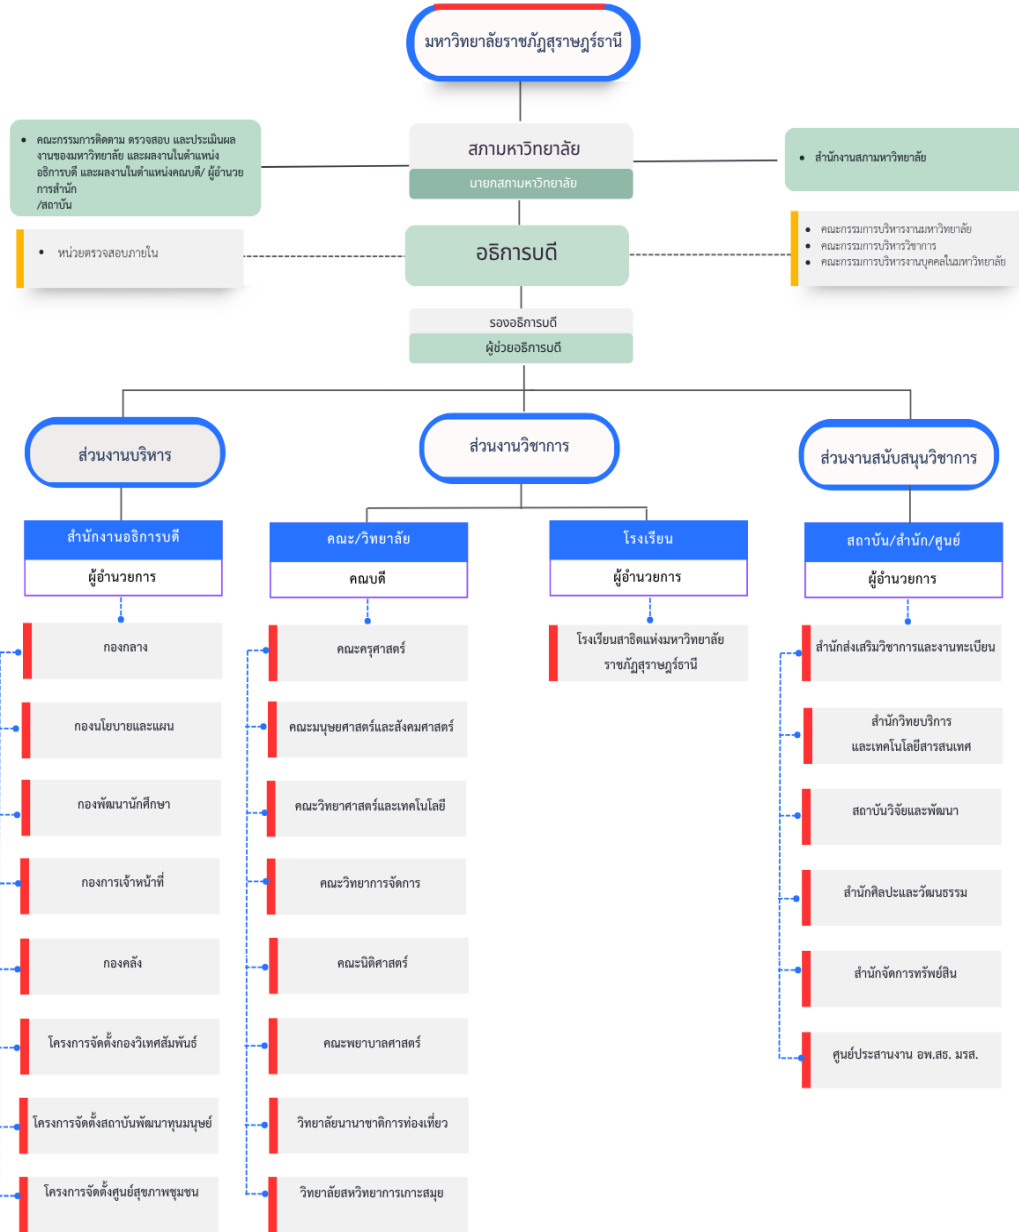 มหาวิทยาลัยราชภัฏสุราษฎร์ธานี
สภามหาวิทยาลัย
นายกสภามหาวิทยาลัย
คณะกรรมการติดตาม ตรวจสอบ และประเมินผล
งานของมหาวิทยาลัย และผลงานในตำแหน่ง
อธิการบดี และผลงานในตำแหน่งคณบดี/ ผู้อำนวย
การสำนัก
/สถาบัน
สำนักงานสภามหาวิทยาลัย
หน่วยตรวจสอบภายใน
อธิการบดี
คณะกรรมการบริหารงานมหาวิทยาลัย
คณะกรรมการบริหารวิชาการ
คณะกรรมการบริหารงานบุคคลในมหาวิทยาลัย
รองอธิการบดี
ผู้ช่วยอธิการบดี
ส่วนงานบริหาร
ส่วนงานวิชาการ
ส่วนงานสนับสนุนวิชาการ
สำนักงานอธิการบดี
ผู้อำนวยการ
กองกลาง
กองนโยบายและแผน
กองพัฒนานักศึกษา
กองการเจ้าหน้าที่
กองคลัง
โครงการจัดตั้งกองวิเทศสัมพันธ์
โครงการจัดตั้งสถาบันพัฒนาทุนมนุษย์
โครงการจัดตั้งศูนย์สุขภาพชุมชน
คณะ/วิทยาลัย
คณบดี
คณะครุศาสตร์
คณะมนุษยศาสตร์และสังคมศาสตร์
คณะวิทยาศาสตร์และเทคโนโลยี
คณะวิทยาการจัดการ
คณะนิติศาสตร์
คณะพยาบาลศาสตร์
วิทยาลัยนานาชาติการท่องเที่ยว
วิทยาลัยสหวิทยาการเกาะสมุย
โรงเรียน
ผู้อำนวยการ
โรงเรียนสาธิตแห่งมหาวิทยาลัย
ราชภัฏสุราษฎร์ธานี
สถาบัน/สำนัก/ศูนย์
ผู้อำนวยการ
สำนักส่งเสริมวิชาการและงานทะเบียน
สำนักวิทยบริการ
และเทคโนโลยีสารสนเทศ
สถาบันวิจัยและพัฒนา
สำนักศิลปะและวัฒนธรรม
สำนักจัดการทรัพย์สิน
ศูนย์ประสานงาน อพ.สธ. มรส.